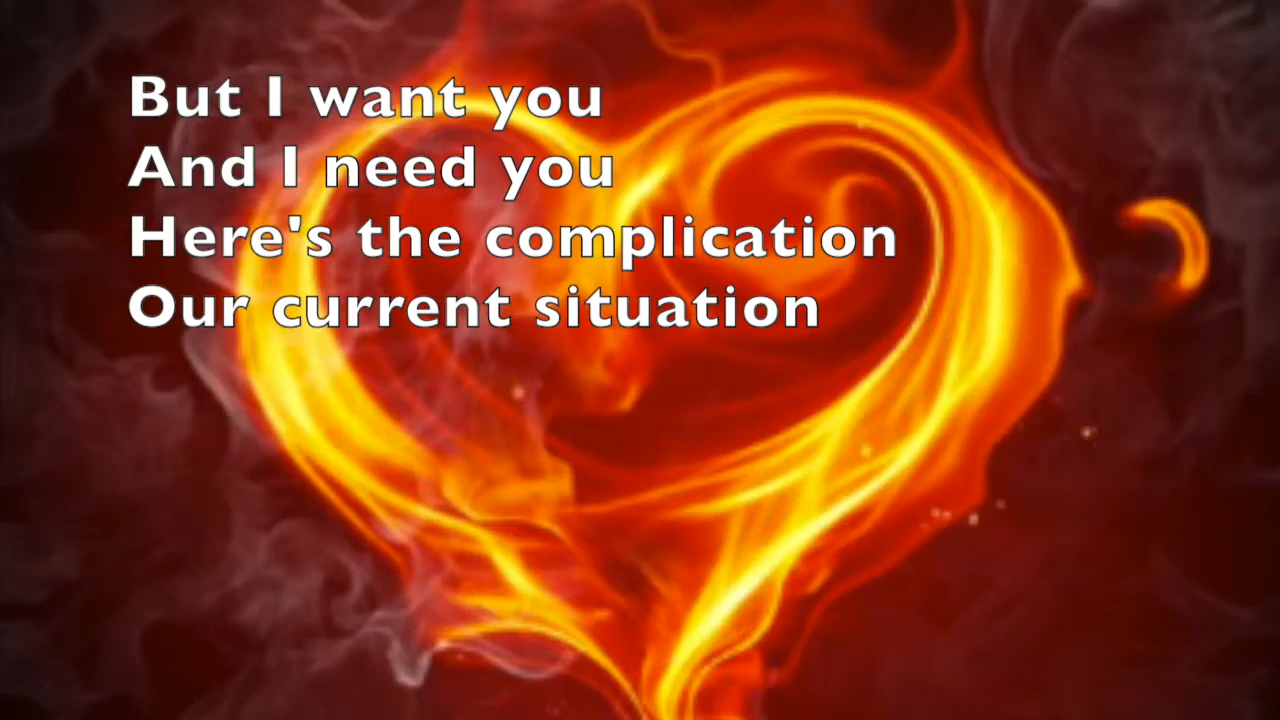 But I want you
And I need you
Here's the complication
Our current situation